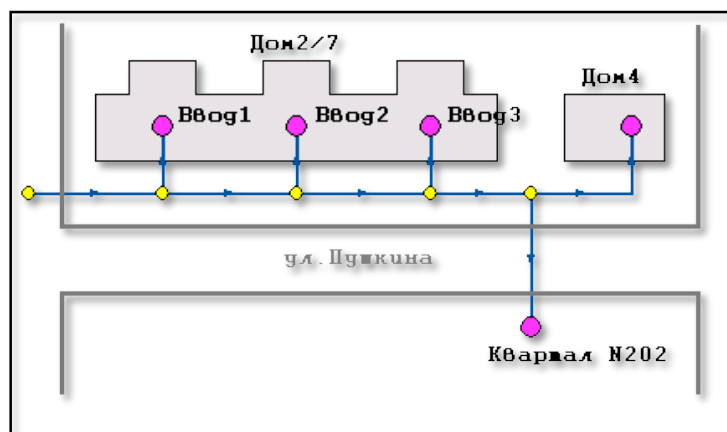 Дом2/7
Дом4
Ввод1 Ввод2 Ввод3
ул.Пушкина
Квартал N202